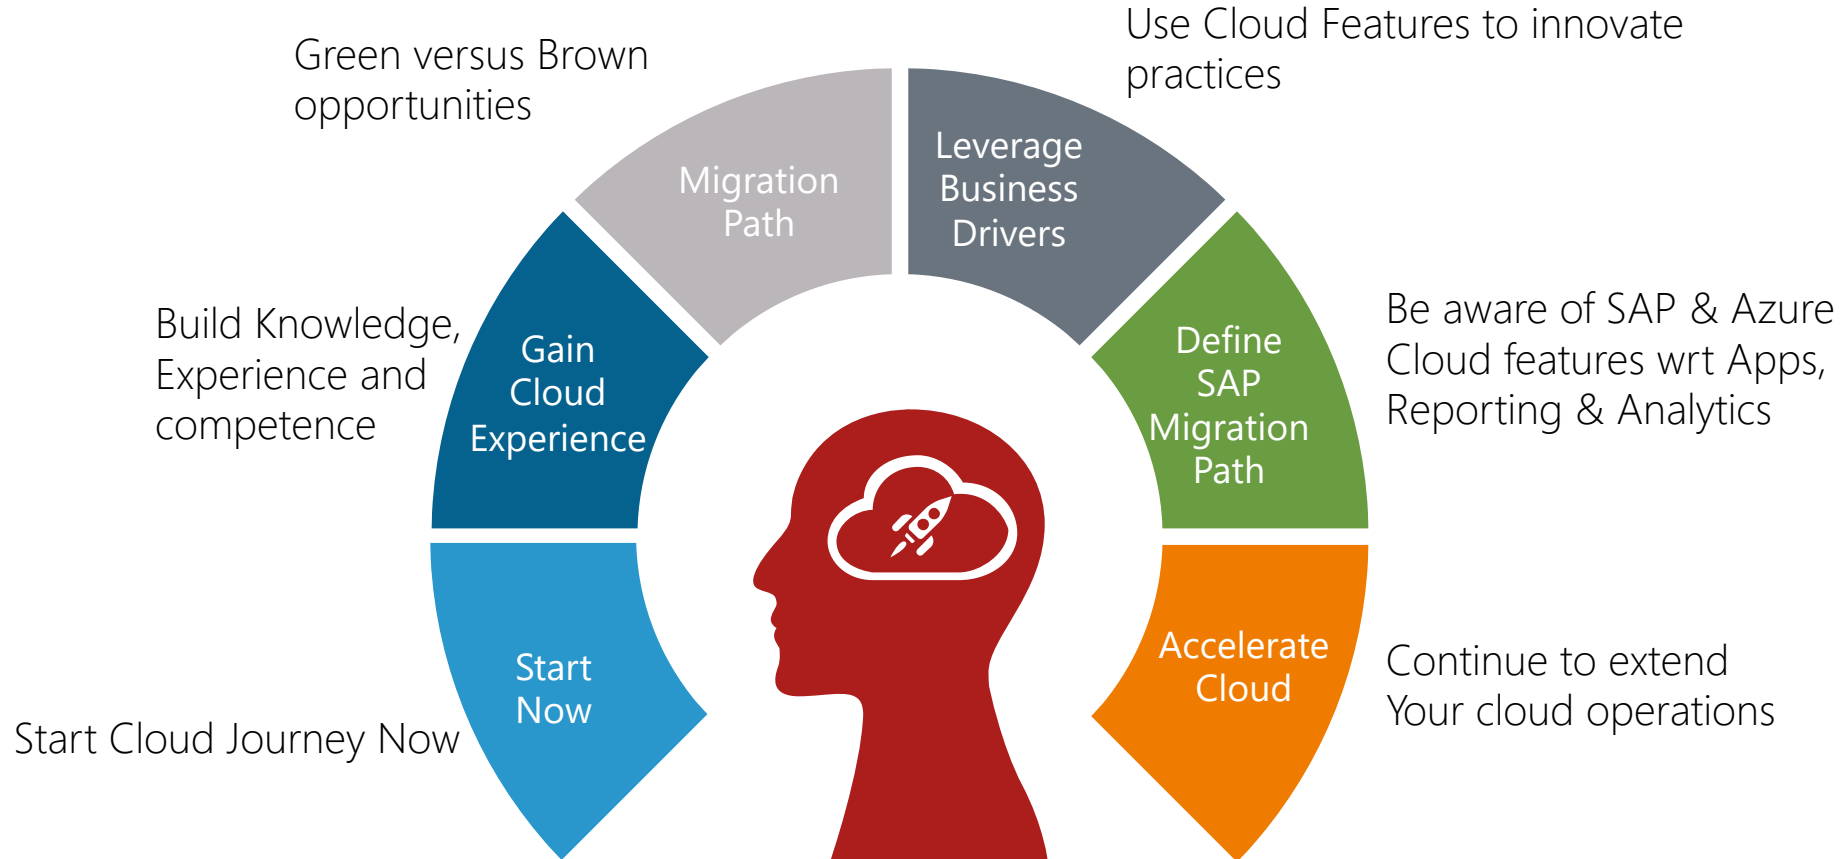 Use Cloud Features to innovate
practices
Green versus Brown
opportunities
Leverage
Business
Drivers
Migration
Path
Build Knowledge,
Experience and
competence
Gain
Cloud
Experience
Define
SAP
Migration
Path
Be aware of SAP & Azure
Cloud features wrt Apps,
Reporting & Analytics
Start
Now
Start Cloud Journey Now
Accelerate
Cloud
Continue to extend
Your cloud operations